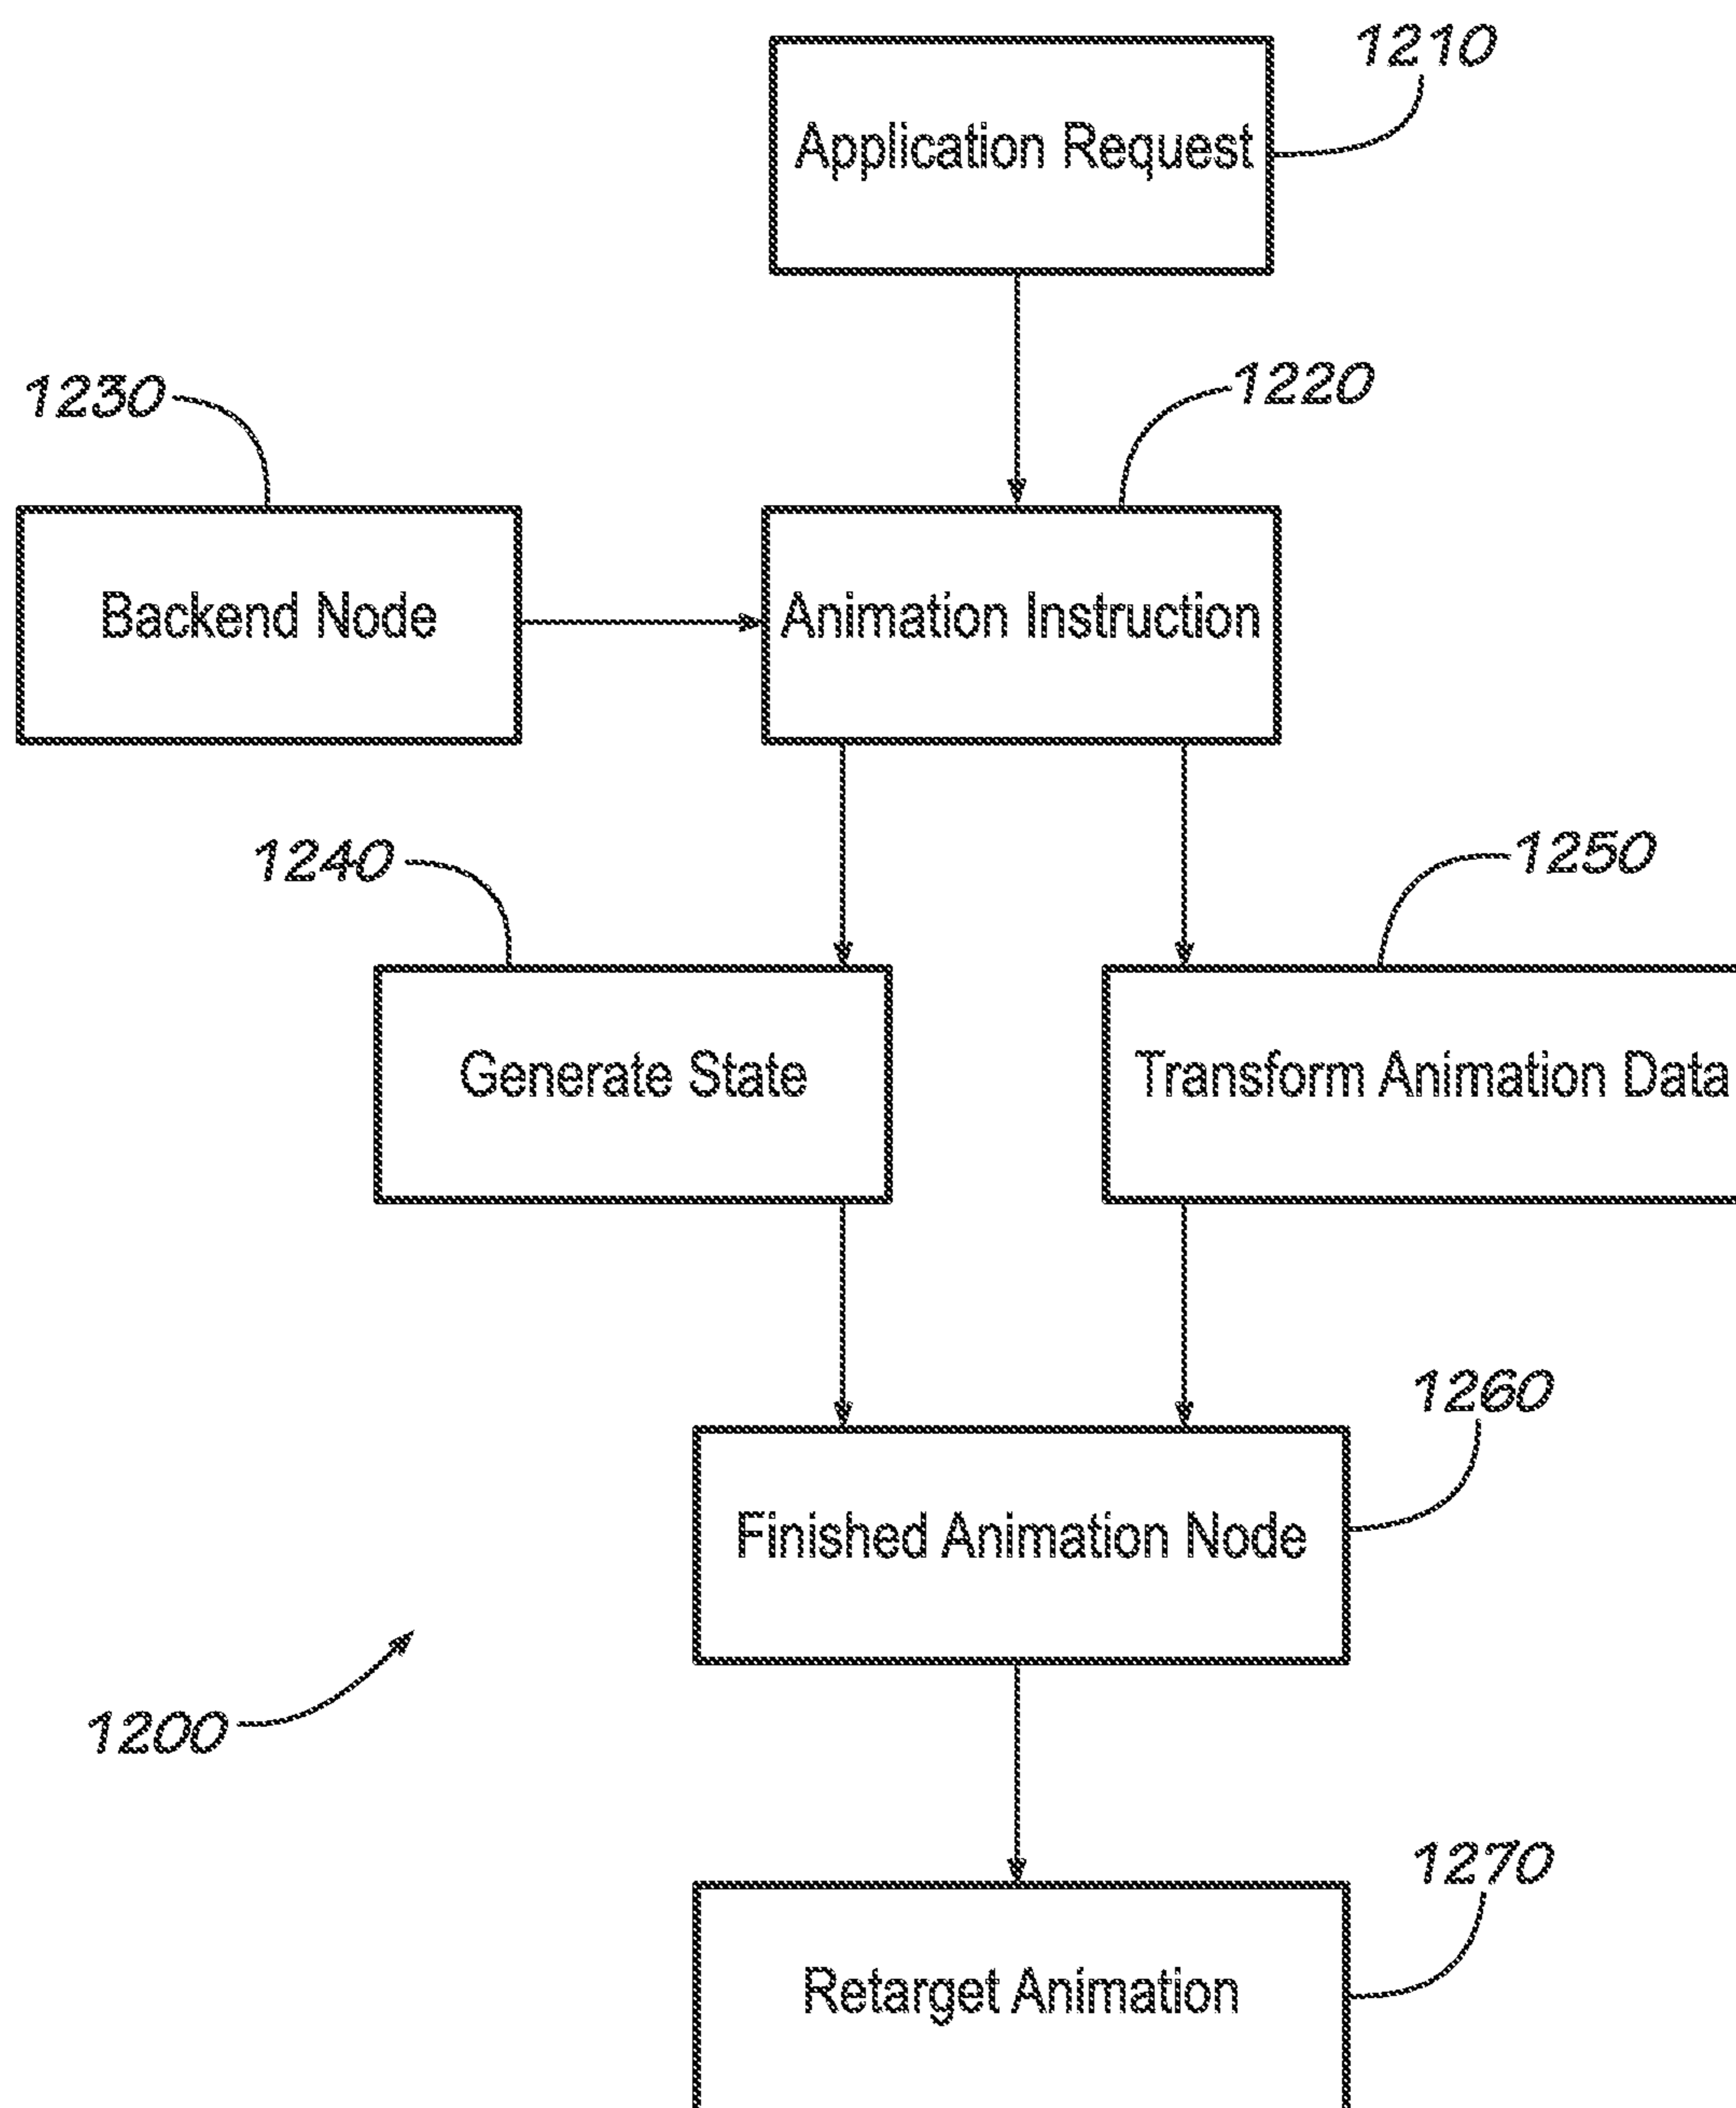 1210
Application Request
1230
1220
Backend Node
Animation Instruction
1240
1250
Generate State
Transform Animation Data
1260
Finished Animation Node
1200
1270
Retarget Animation